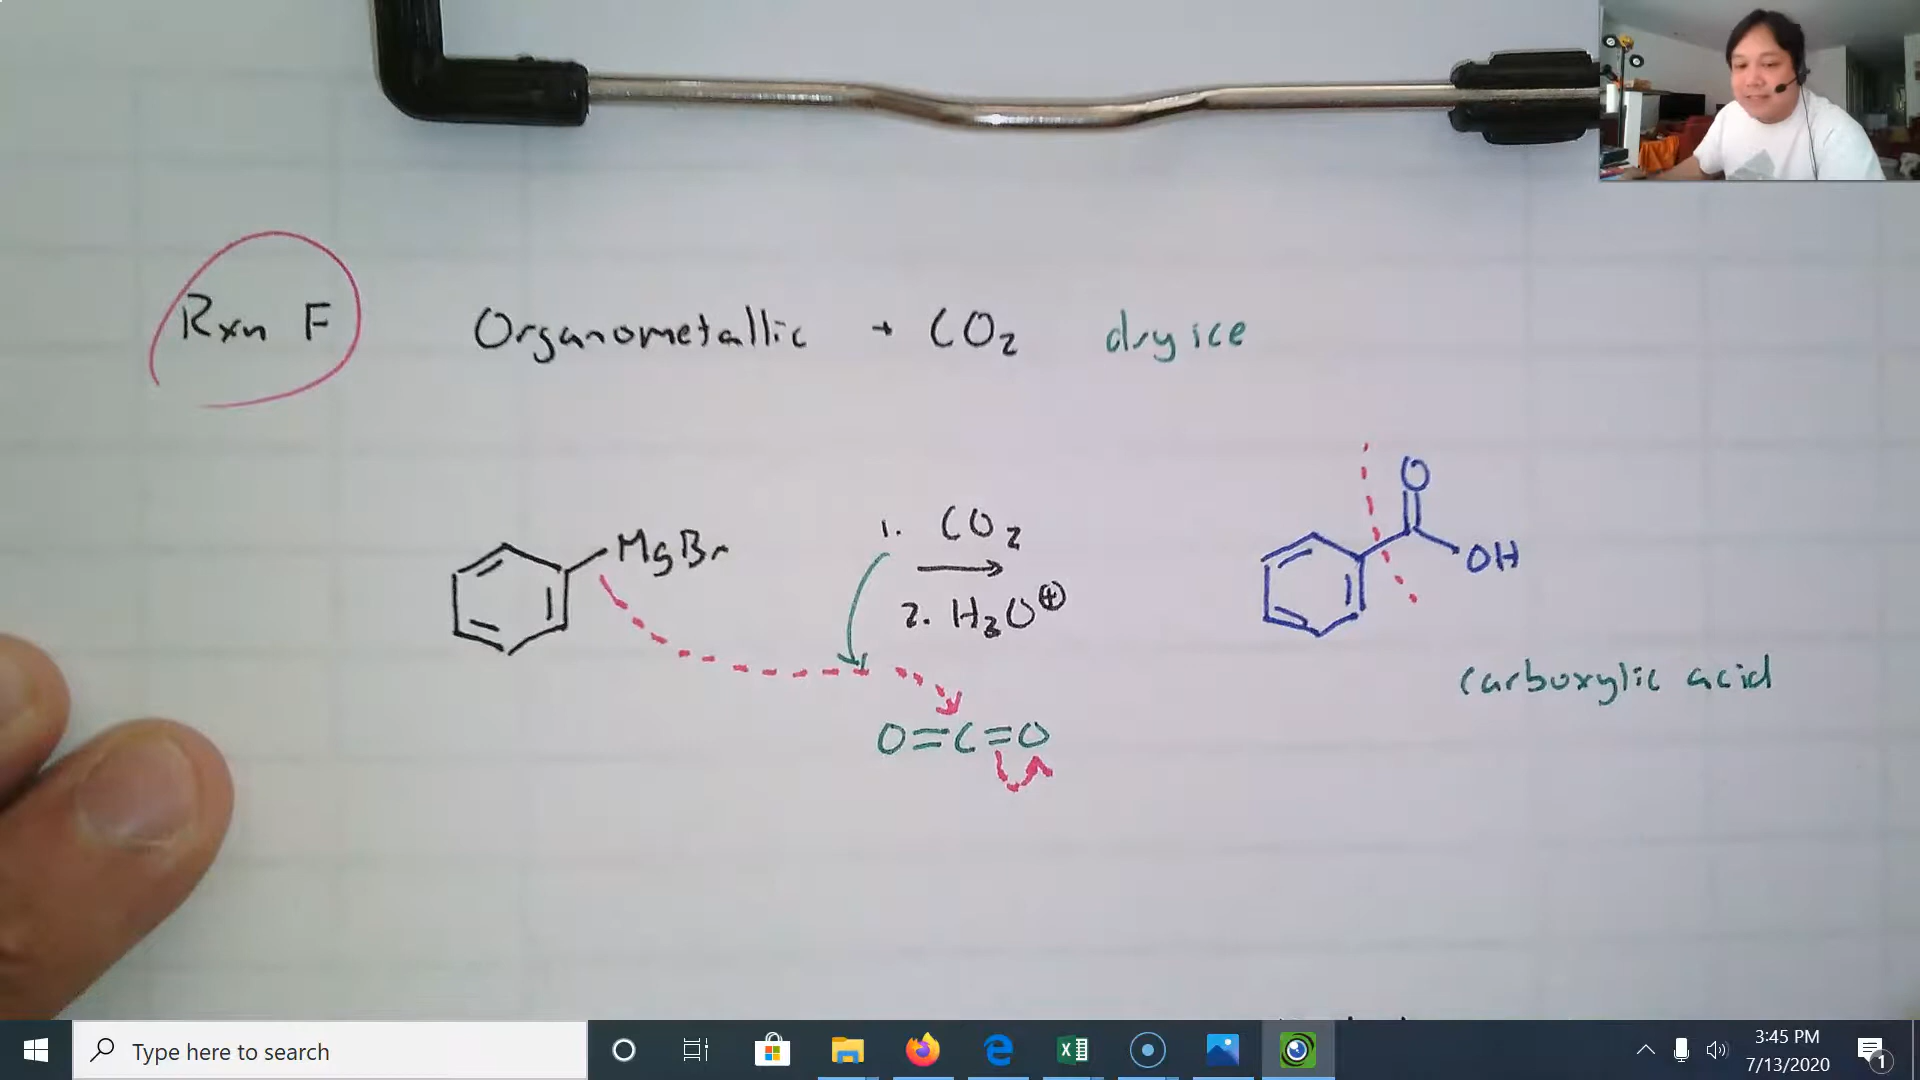 Rxn F Organometallic + CO₂ dry ice
MgBr
1. CO₂
2. H₃O⊕
O
OH
O=C=O
carboxylic acid
Type here to search
3:45 PM
7/13/2020
1